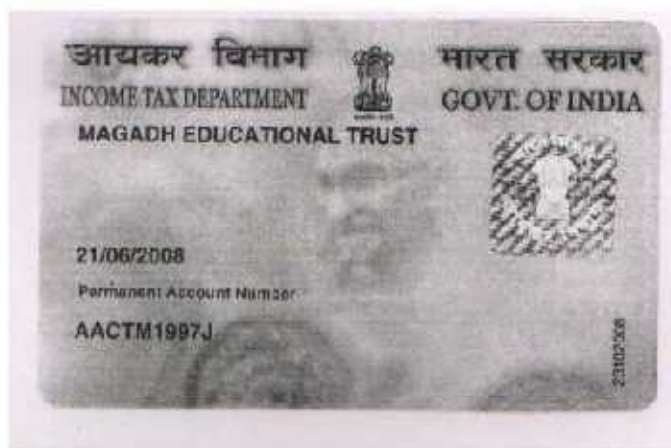 आयकर विभाग
भारत सरकार
INCOME TAX DEPARTMENT
GOVT. OF INDIA
MAGADH EDUCATIONAL TRUST
21/06/2008
Permanent Account Number
AACTM1997J
23102008